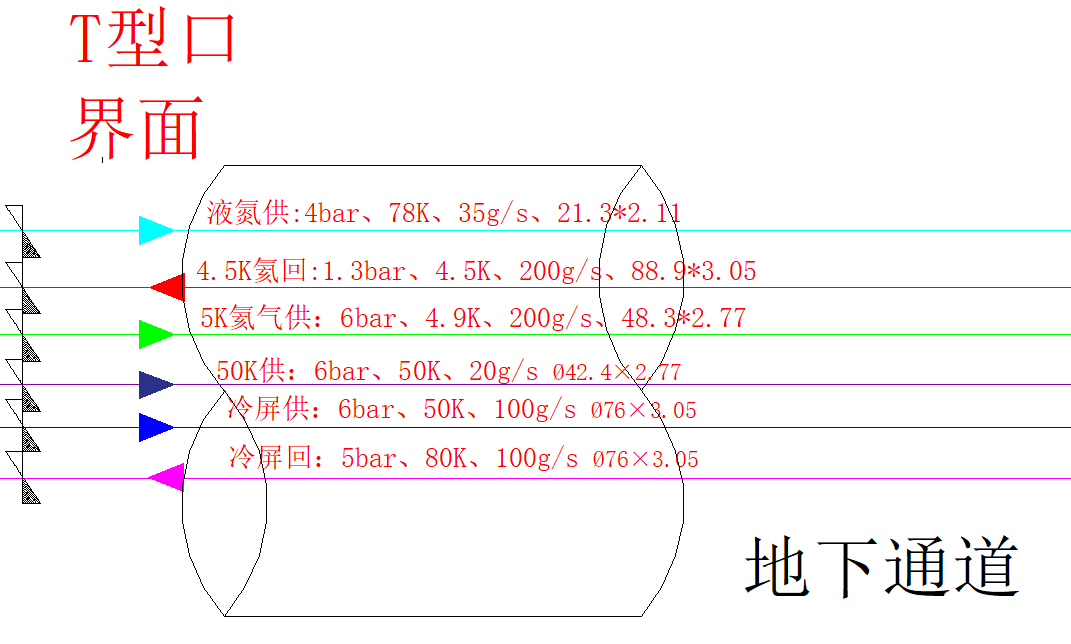 T型口
界面
液氮供:4bar、78K、35g/s、21.3*2.11
4.5K氦回:1.3bar、4.5K、200g/s、88.9*3.05
5K氦气供：6bar、4.9K、200g/s、48.3*2.77
50K供：6bar、50K、20g/s Ø42.4×2.77
冷屏供：6bar、50K、100g/s Ø76×3.05
冷屏回：5bar、80K、100g/s Ø76×3.05
地下通道